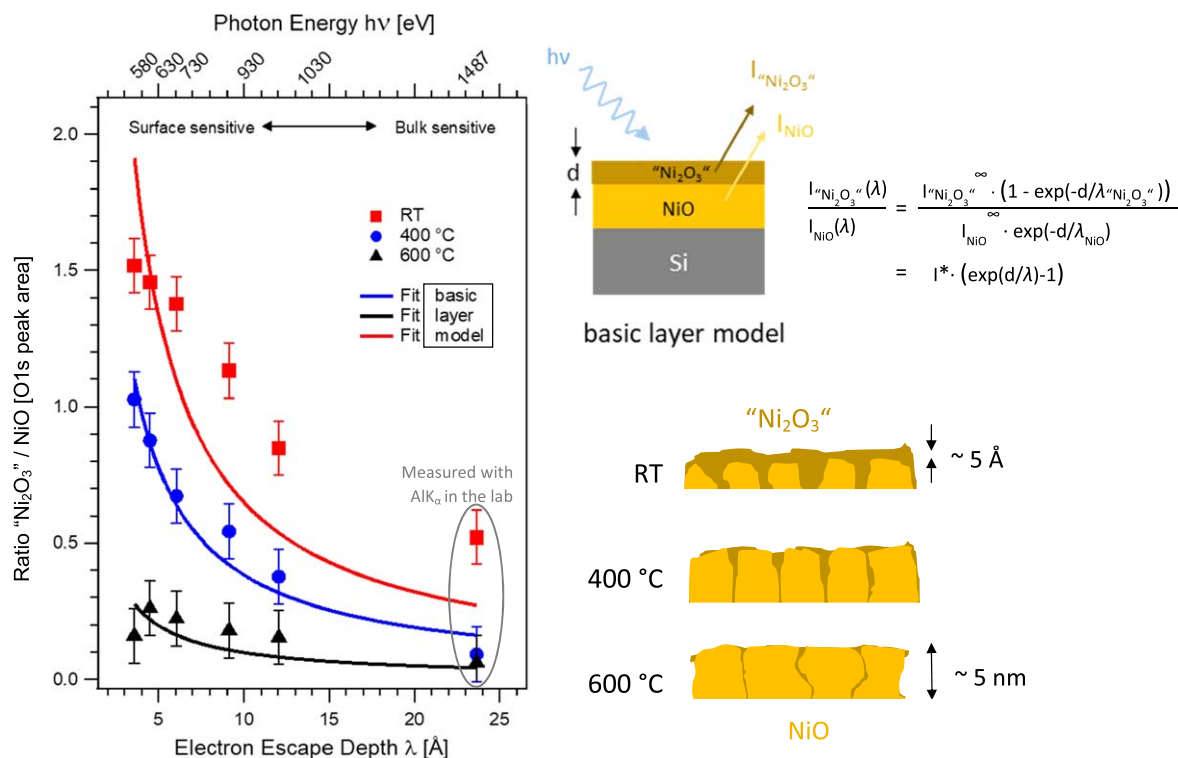 Photon Energy hν [eV]
580 630 730 930 1030 1487
Ratio "Ni₂O₃" / NiO [O1s peak area]
2.0
1.5
1.0
0.5
0.0
Surface sensitive Bulk sensitive
RT
400 °C
600 °C
Fit basic
Fit layer
Fit model
Measured with
AlKα in the lab
5 10 15 20 25
Electron Escape Depth λ [Å]
hν
I"Ni₂O₃"
INiO
d
"Ni₂O₃"
NiO
Si
basic layer model
I"Ni₂O₃"(λ) / INiO(λ) = I"Ni₂O₃"^∞ · (1 - exp(-d/λ"Ni₂O₃")) / INiO^∞ · exp(-d/λNiO)
= I*· (exp(d/λ)-1)
"Ni₂O₃"
RT
~ 5 Å
400 °C
600 °C
~ 5 nm
NiO